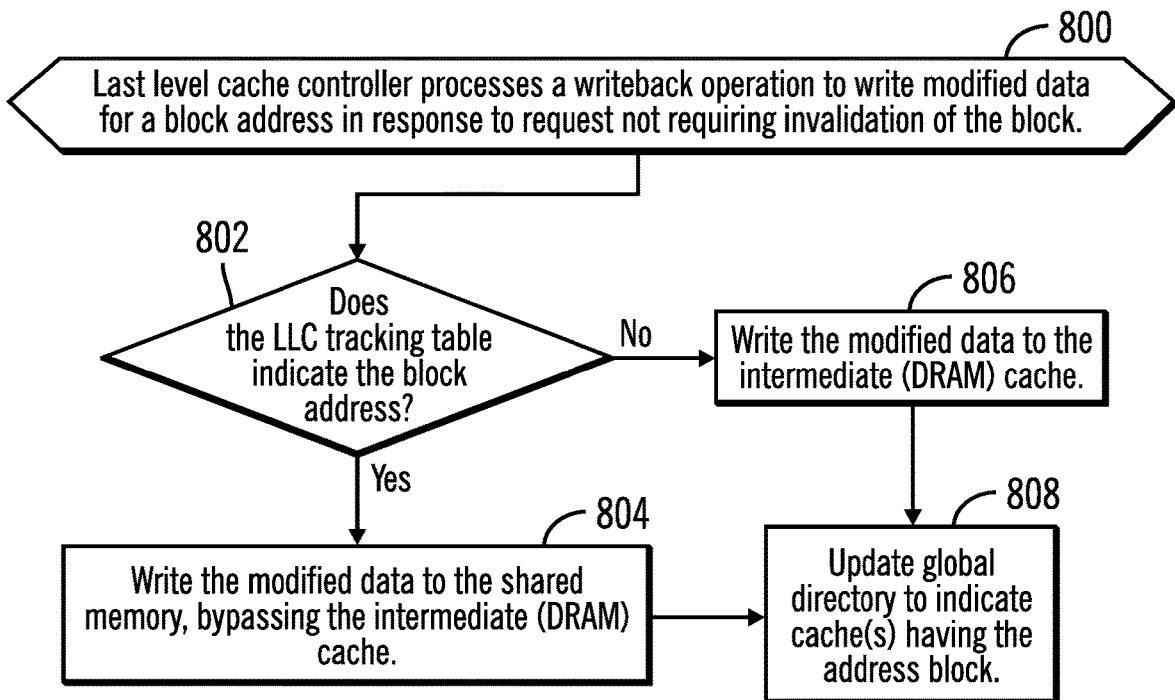 800
Last level cache controller processes a writeback operation to write modified data
for a block address in response to request not requiring invalidation of the block.
802
Does
the LLC tracking table
indicate the block
address?
No
806
Write the modified data to the
intermediate (DRAM) cache.
Yes
804
Write the modified data to the shared
memory, bypassing the intermediate (DRAM)
cache.
808
Update global
directory to indicate
cache(s) having the
address block.